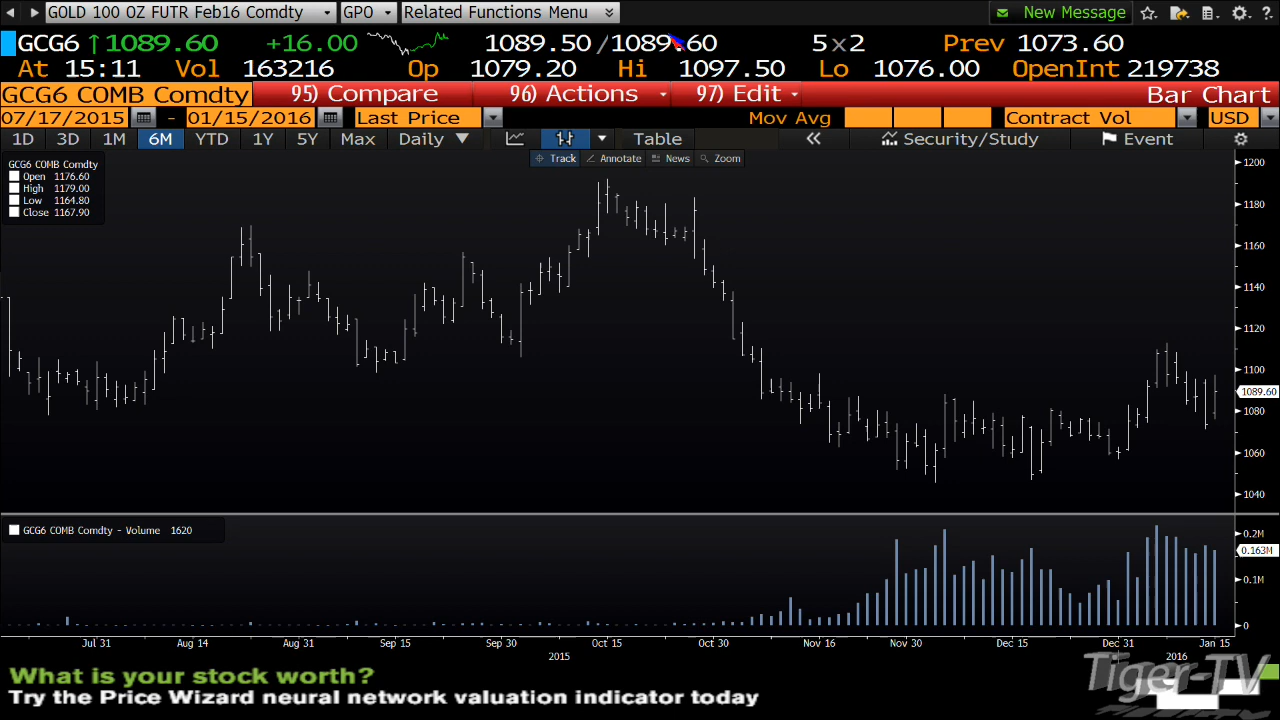 GOLD 100 OZ FUTR Feb16 Comdty GPO Related Functions Menu New Message
GCG6 ↑1089.60 +16.00 1089.50 /1089.60 5x2 Prev 1073.60
At 15:11 Vol 163216 Op 1079.20 Hi 1097.50 Lo 1076.00 OpenInt 219738
GCG6 COMB Comdty 95) Compare 96) Actions 97) Edit Bar Chart
07/17/2015 - 01/15/2016 Last Price Mov Avg Contract Vol USD
1D 3D 1M 6M YTD 1Y 5Y Max Daily Table Security/Study Event
Track Annotate News Zoom
GCG6 COMB Comdty
Open 1176.60
High 1179.00
Low 1164.80
Close 1167.90
1200
1180
1160
1140
1120
1100
1089.60
1080
1060
1040
GCG6 COMB Comdty - Volume 1620
0.2M
0.163M
0.1M
0
Jul 31 Aug 14 Aug 31 Sep 15 Sep 30 Oct 15 Oct 30 Nov 16 Nov 30 Dec 15 Dec 31 Jan 15
2015 2016
What is your stock worth?
Try the Price Wizard neural network valuation indicator today
Tiger-TV